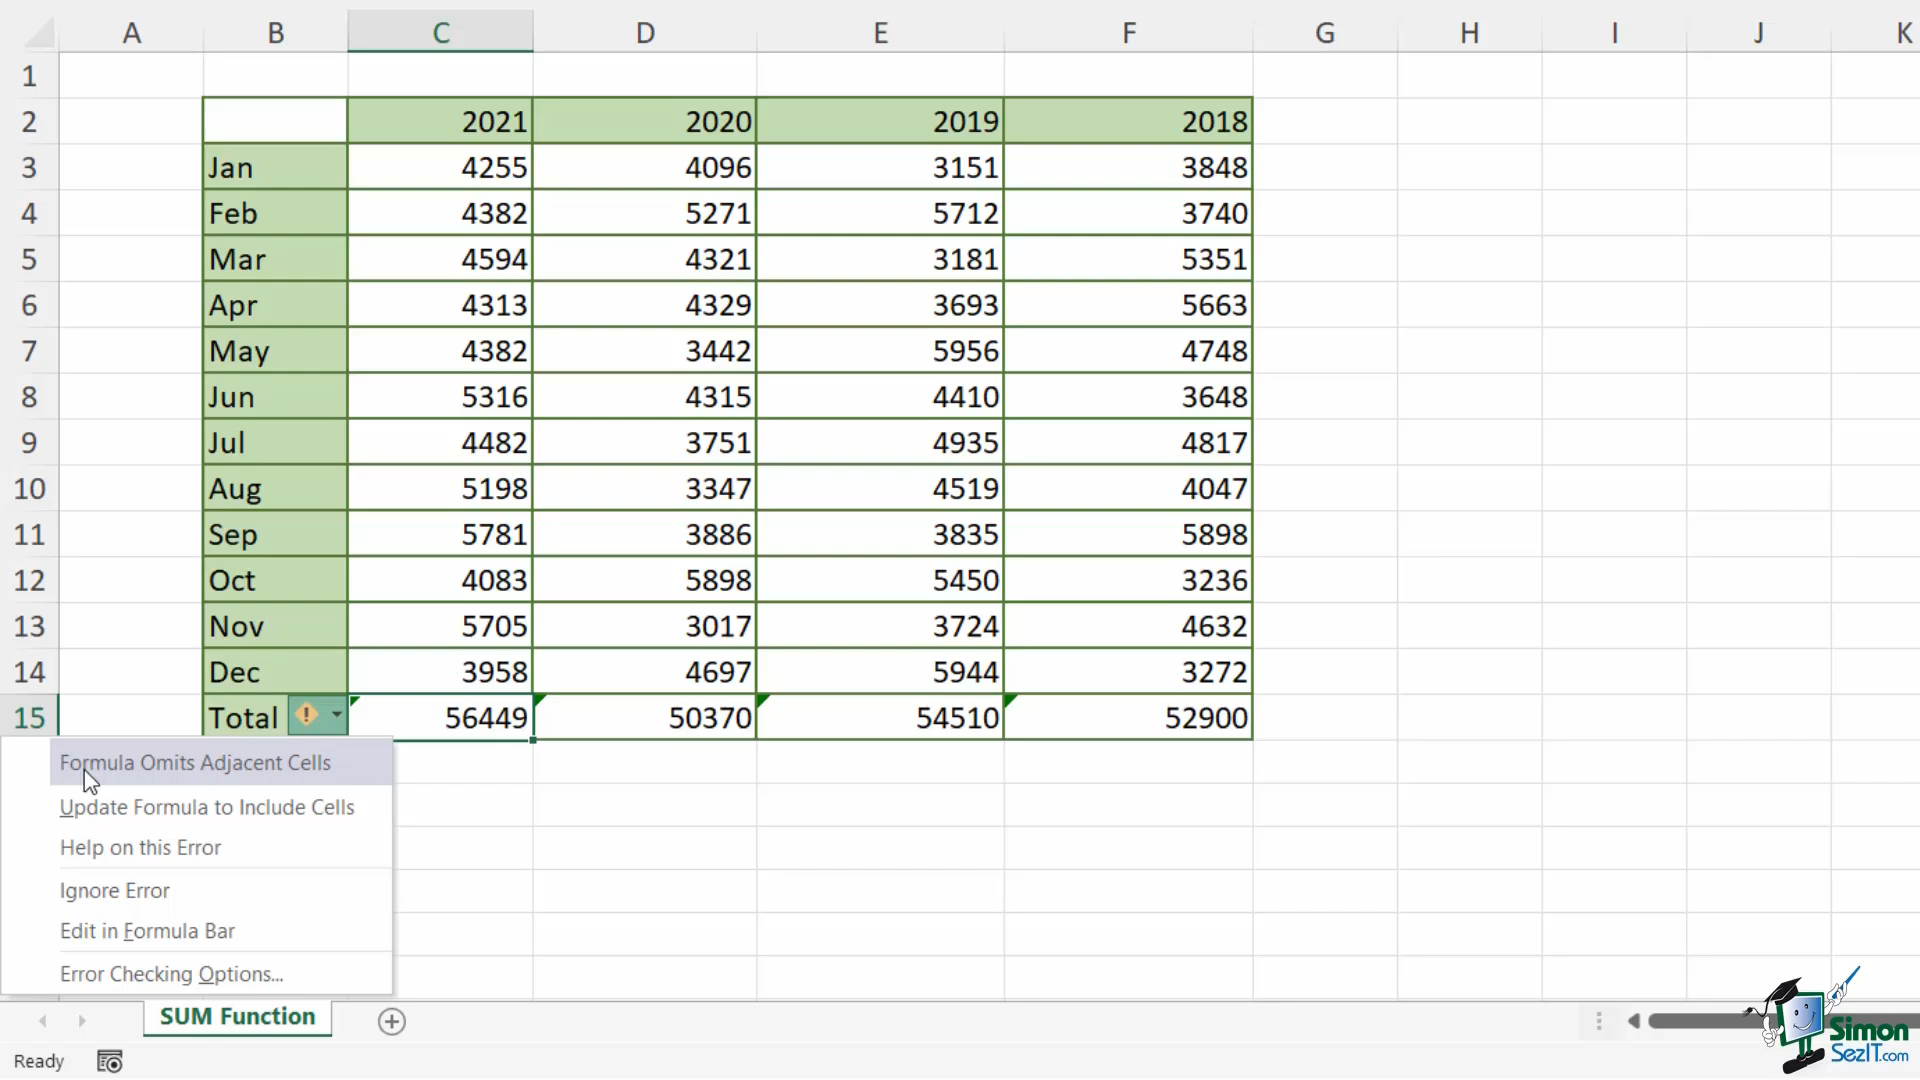 A B C D E F G H I J K
1
2 2021 2020 2019 2018
3 Jan 4255 4096 3151 3848
4 Feb 4382 5271 5712 3740
5 Mar 4594 4321 3181 5351
6 Apr 4313 4329 3693 5663
7 May 4382 3442 5956 4748
8 Jun 5316 4315 4410 3648
9 Jul 4482 3751 4935 4817
10 Aug 5198 3347 4519 4047
11 Sep 5781 3886 3835 5898
12 Oct 4083 5898 5450 3236
13 Nov 5705 3017 3724 4632
14 Dec 3958 4697 5944 3272
15 Total ! 56449 50370 54510 52900
Formula Omits Adjacent Cells
Update Formula to Include Cells
Help on this Error
Ignore Error
Edit in Formula Bar
Error Checking Options...
SUM Function
Ready
Simon
SezIT.com